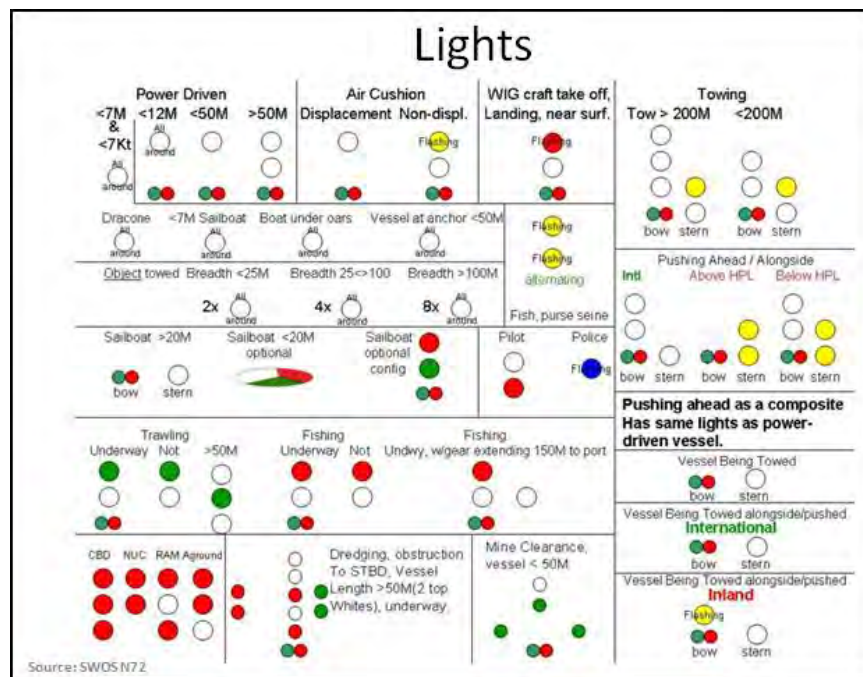 Lights
Power Driven
<7M <12M <50M >50M
&
<7Kt
All around
All around
Air Cushion
Displacement Non-displ.
Flashing
WIG craft take off,
Landing, near surf.
Flashing
Towing
Tow > 200M <200M
bow stern bow stern
Dracone <7M Sailboat Boat under oars Vessel at anchor <50M
All around All around All around All around
Flashing
Flashing
alternating
Fish, purse seine
Object towed Breadth <25M Breadth 25<>100 Breadth >100M
2x All around 4x All around 8x All around
Pushing Ahead / Alongside
Intl Above HPL Below HPL
bow stern bow stern bow stern
Sailboat >20M
bow stern
Sailboat <20M
optional
Sailboat
optional
config
Pilot Police
Flashing
Pushing ahead as a composite
Has same lights as power-
driven vessel.
Trawling
Underway Not >50M
Fishing
Underway Not
Fishing
Undwy, w/gear extending 150M to port
Vessel Being Towed
bow stern
Vessel Being Towed alongside/pushed
International
bow stern
Vessel Being Towed alongside/pushed
Inland
Flashing
bow stern
CBD NUC RAM Aground
Dredging, obstruction
To STBD, Vessel
Length >50M(2 top
Whites), underway
Mine Clearance,
vessel < 50M
Source: SWOS N72